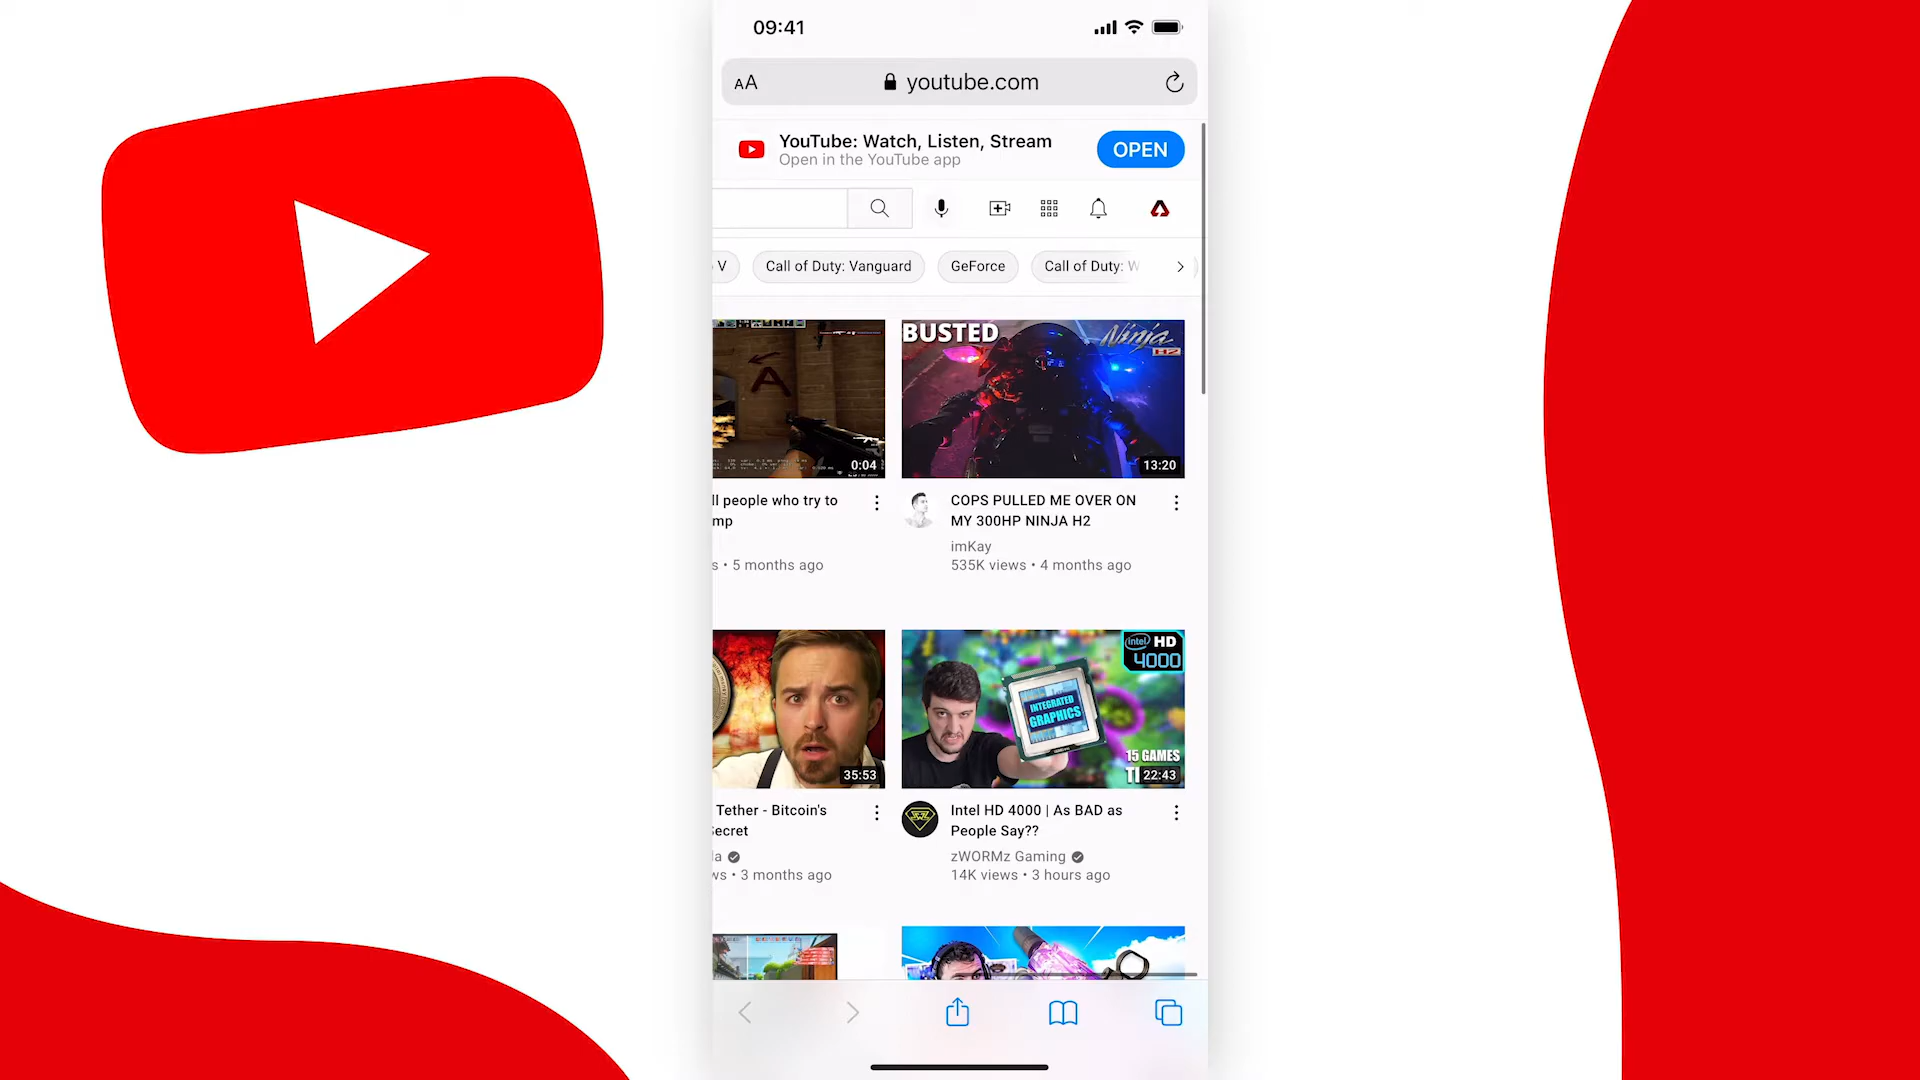 09:41
AA
youtube.com
YouTube: Watch, Listen, Stream
Open in the YouTube app
OPEN
V
Call of Duty: Vanguard
GeForce
Call of Duty: W
A
0:04
BUSTED
Ninja
H2
13:20
ll people who try to
mp
s • 5 months ago
COPS PULLED ME OVER ON
MY 300HP NINJA H2
imKay
535K views • 4 months ago
35:53
intel HD
4000
INTEGRATED
GRAPHICS
15 GAMES
TI
22:43
Tether - Bitcoin's
ecret
la
ws • 3 months ago
Intel HD 4000 | As BAD as
People Say??
zWORMz Gaming
14K views • 3 hours ago